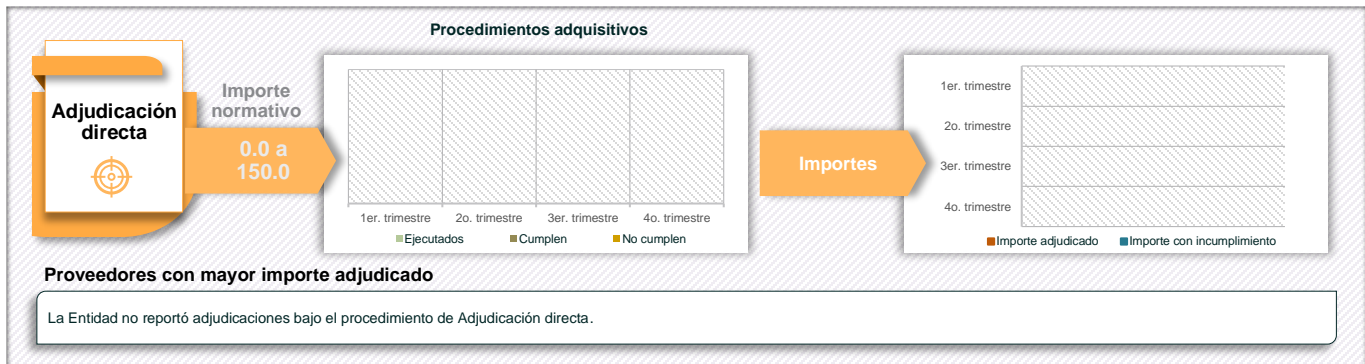 Procedimientos adquisitivos
Adjudicación
directa
Importe
normativo
0.0 a
150.0
1er. trimestre
2o. trimestre
3er. trimestre
4o. trimestre
Ejecutados
Cumplen
No cumplen
Importes
1er. trimestre
2o. trimestre
3er. trimestre
4o. trimestre
Importe adjudicado
Importe con incumplimiento
Proveedores con mayor importe adjudicado
La Entidad no reportó adjudicaciones bajo el procedimiento de Adjudicación directa.